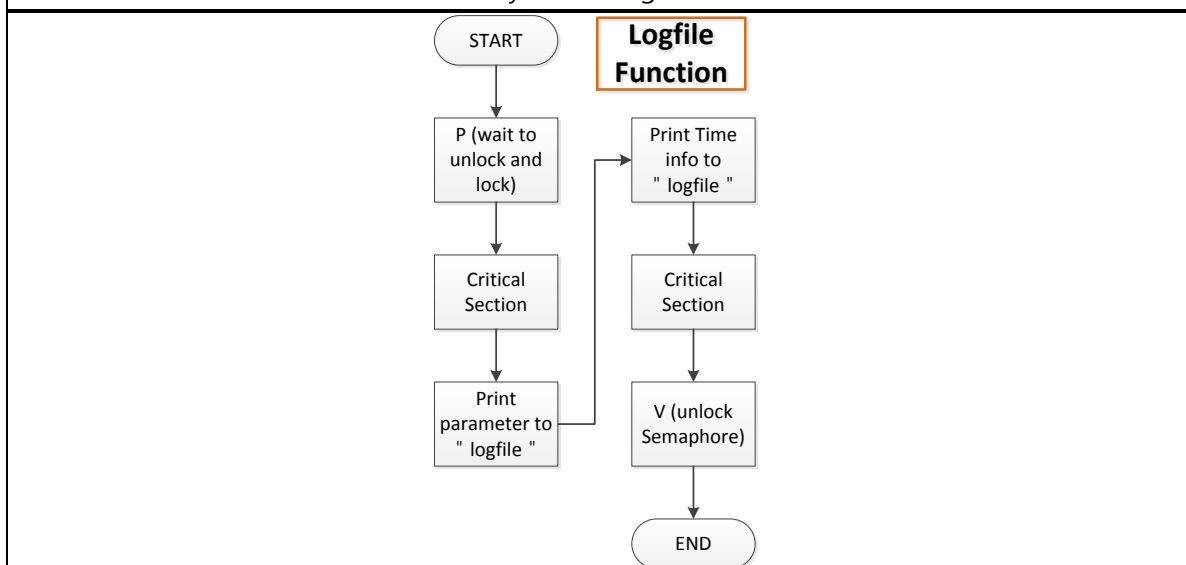 START
Logfile
Function
P (wait to
unlock and
lock)
Critical
Section
Print
parameter to
" logfile "
Print Time
info to
" logfile "
Critical
Section
V (unlock
Semaphore)
END